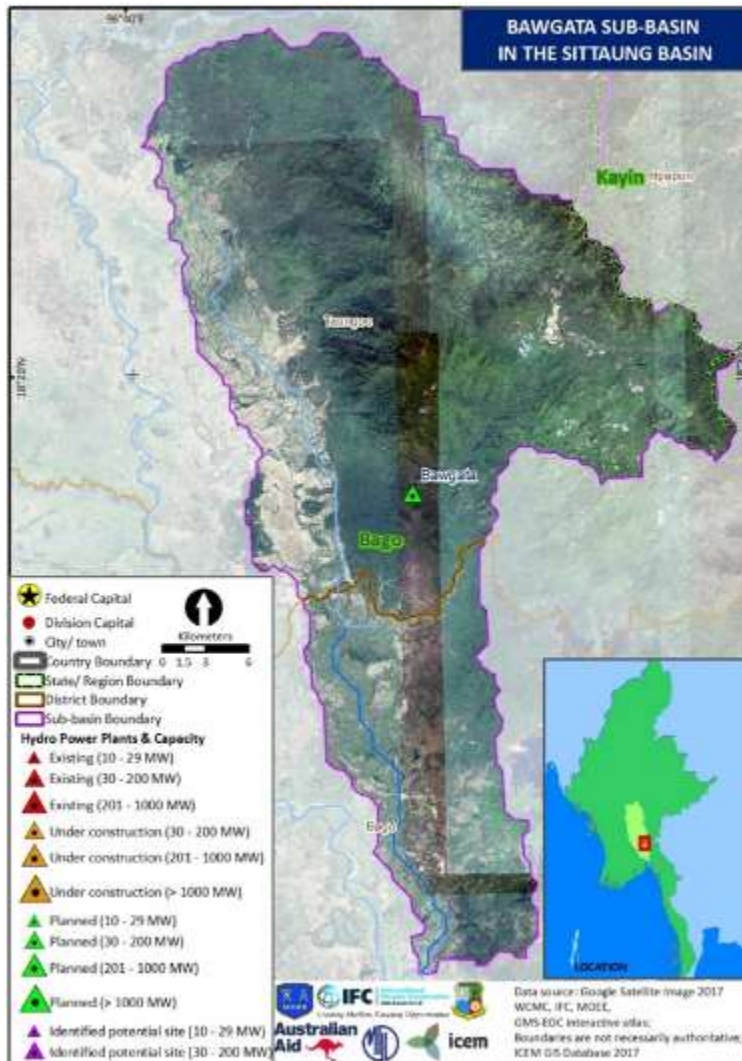 96°40'E
BAWGATA SUB-BASIN
IN THE SITTAUNG BASIN
Kayin Hpapun
Taungoo
18°20'N
Bawgata
Bago
Federal Capital
Division Capital
City/ town
Country Boundary
State/ Region Boundary
District Boundary
Sub-basin Boundary
Kilometers
0 1.5 3 6
Hydro Power Plants & Capacity
Existing (10 - 29 MW)
Existing (30 - 200 MW)
Existing (201 - 1000 MW)
Under construction (30 - 200 MW)
Under construction (201 - 1000 MW)
Under construction (> 1000 MW)
Planned (10 - 29 MW)
Planned (30 - 200 MW)
Planned (201 - 1000 MW)
Planned (> 1000 MW)
Identified potential site (10 - 29 MW)
Identified potential site (30 - 200 MW)
Bago
LOCATION
IFC
Australian
Aid
icem
Data source: Google Satellite Image 2017
WCMC, IFC, MOEE,
GMS-EOC interactive atlas;
Boundaries are not necessarily authoritative;
ICEM GIS Database 2017